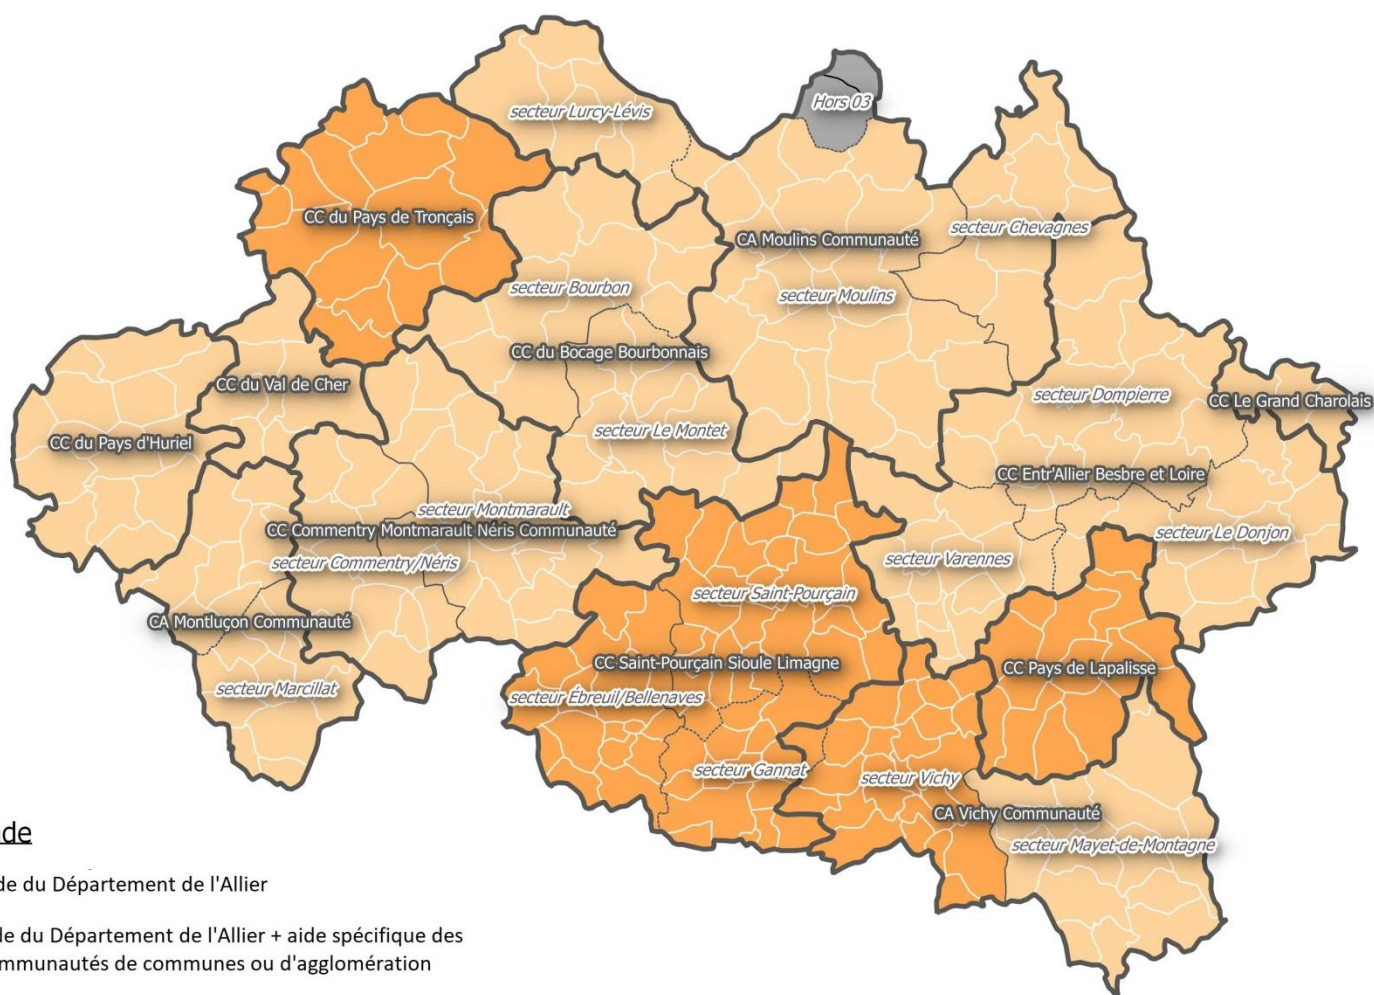 secteur Lurcy-Lévis
Hors 03
CC du Pays de Tronçais
secteur Chevagnes
CA Moulins Communauté
secteur Bourbon
secteur Moulins
CC du Bocage Bourbonnais
CC du Val de Cher
secteur Dompierre
CC Le Grand Charolais
secteur Le Montet
CC du Pays d'Huriel
CC Entr'Allier Besbre et Loire
secteur Montmarault
CC Commentry Montmarault Néris Communauté
secteur Le Donjon
secteur Commentry/Néris
secteur Varennes
secteur Saint-Pourçain
CA Montluçon Communauté
CC Saint-Pourçain Sioule Limagne
CC Pays de Lapalisse
secteur Marcillat
secteur Ébreuil/Bellenaves
secteur Gannat
secteur Vichy
CA Vichy Communauté
secteur Mayet-de-Montagne
de
de du Département de l'Allier
de du Département de l'Allier + aide spécifique des
mmunautés de communes ou d'agglomération